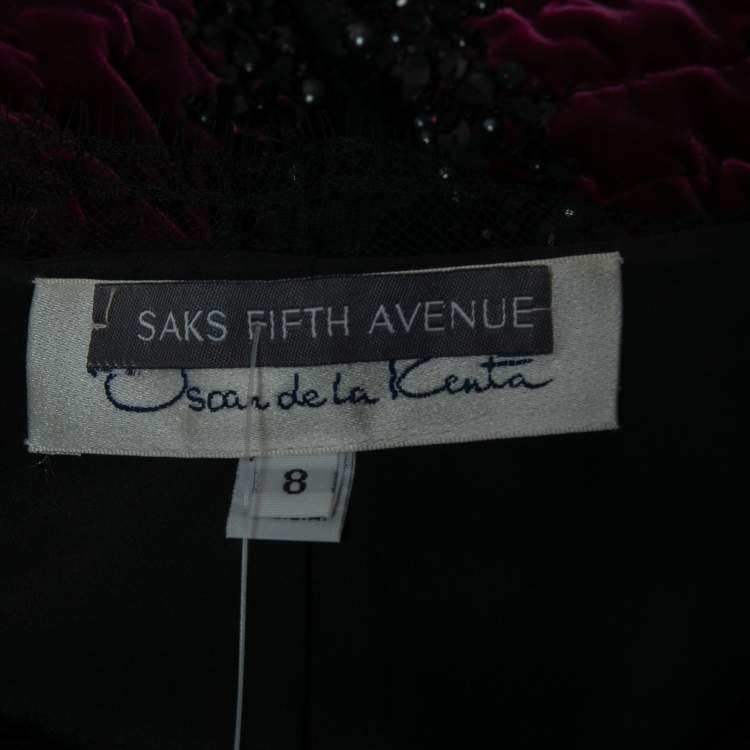 SAKS FIFTH AVENUE
Oscar de la Renta
8